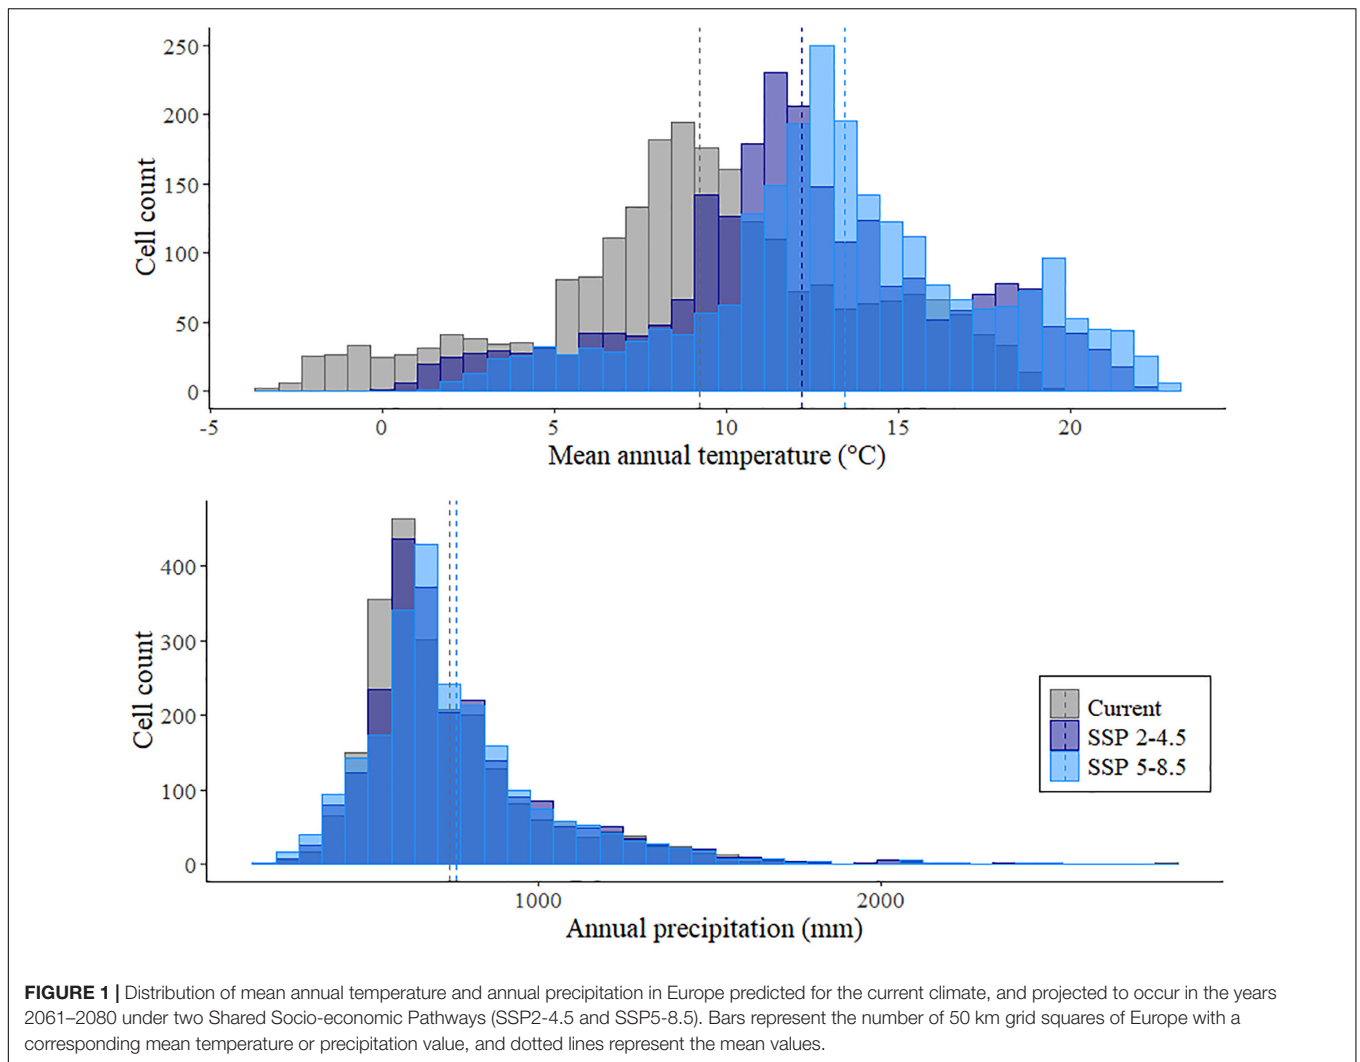 250
200
150
100
50
0
Cell count
-5
0
5
10
15
20
Mean annual temperature (°C)
400
300
200
100
0
Cell count
1000
2000
Annual precipitation (mm)
Current
SSP 2-4.5
SSP 5-8.5
FIGURE 1 | Distribution of mean annual temperature and annual precipitation in Europe predicted for the current climate, and projected to occur in the years
2061–2080 under two Shared Socio-economic Pathways (SSP2-4.5 and SSP5-8.5). Bars represent the number of 50 km grid squares of Europe with a
corresponding mean temperature or precipitation value, and dotted lines represent the mean values.